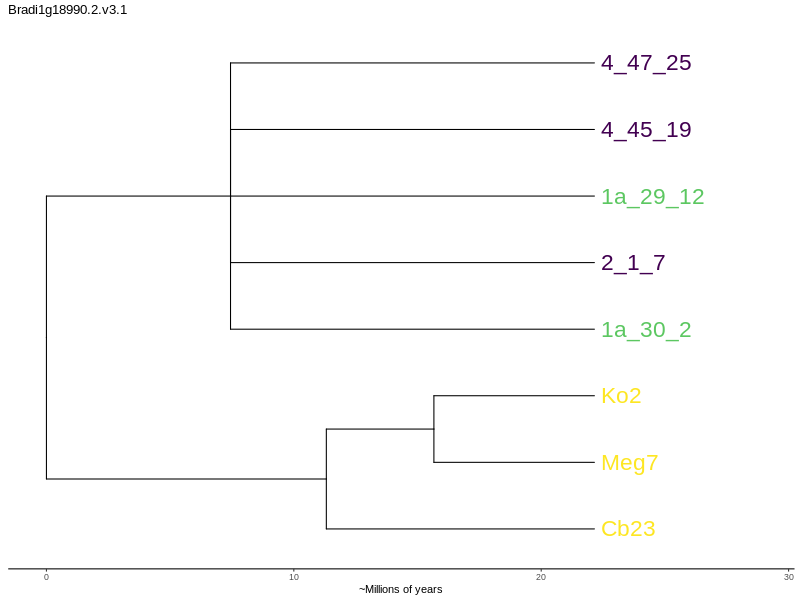 Bradi1g18990.2.v3.1
4_47_25
4_45_19
1a_29_12
2_1_7
1a_30_2
Ko2
Meg7
Cb23
0 10 20 30
~Millions of years